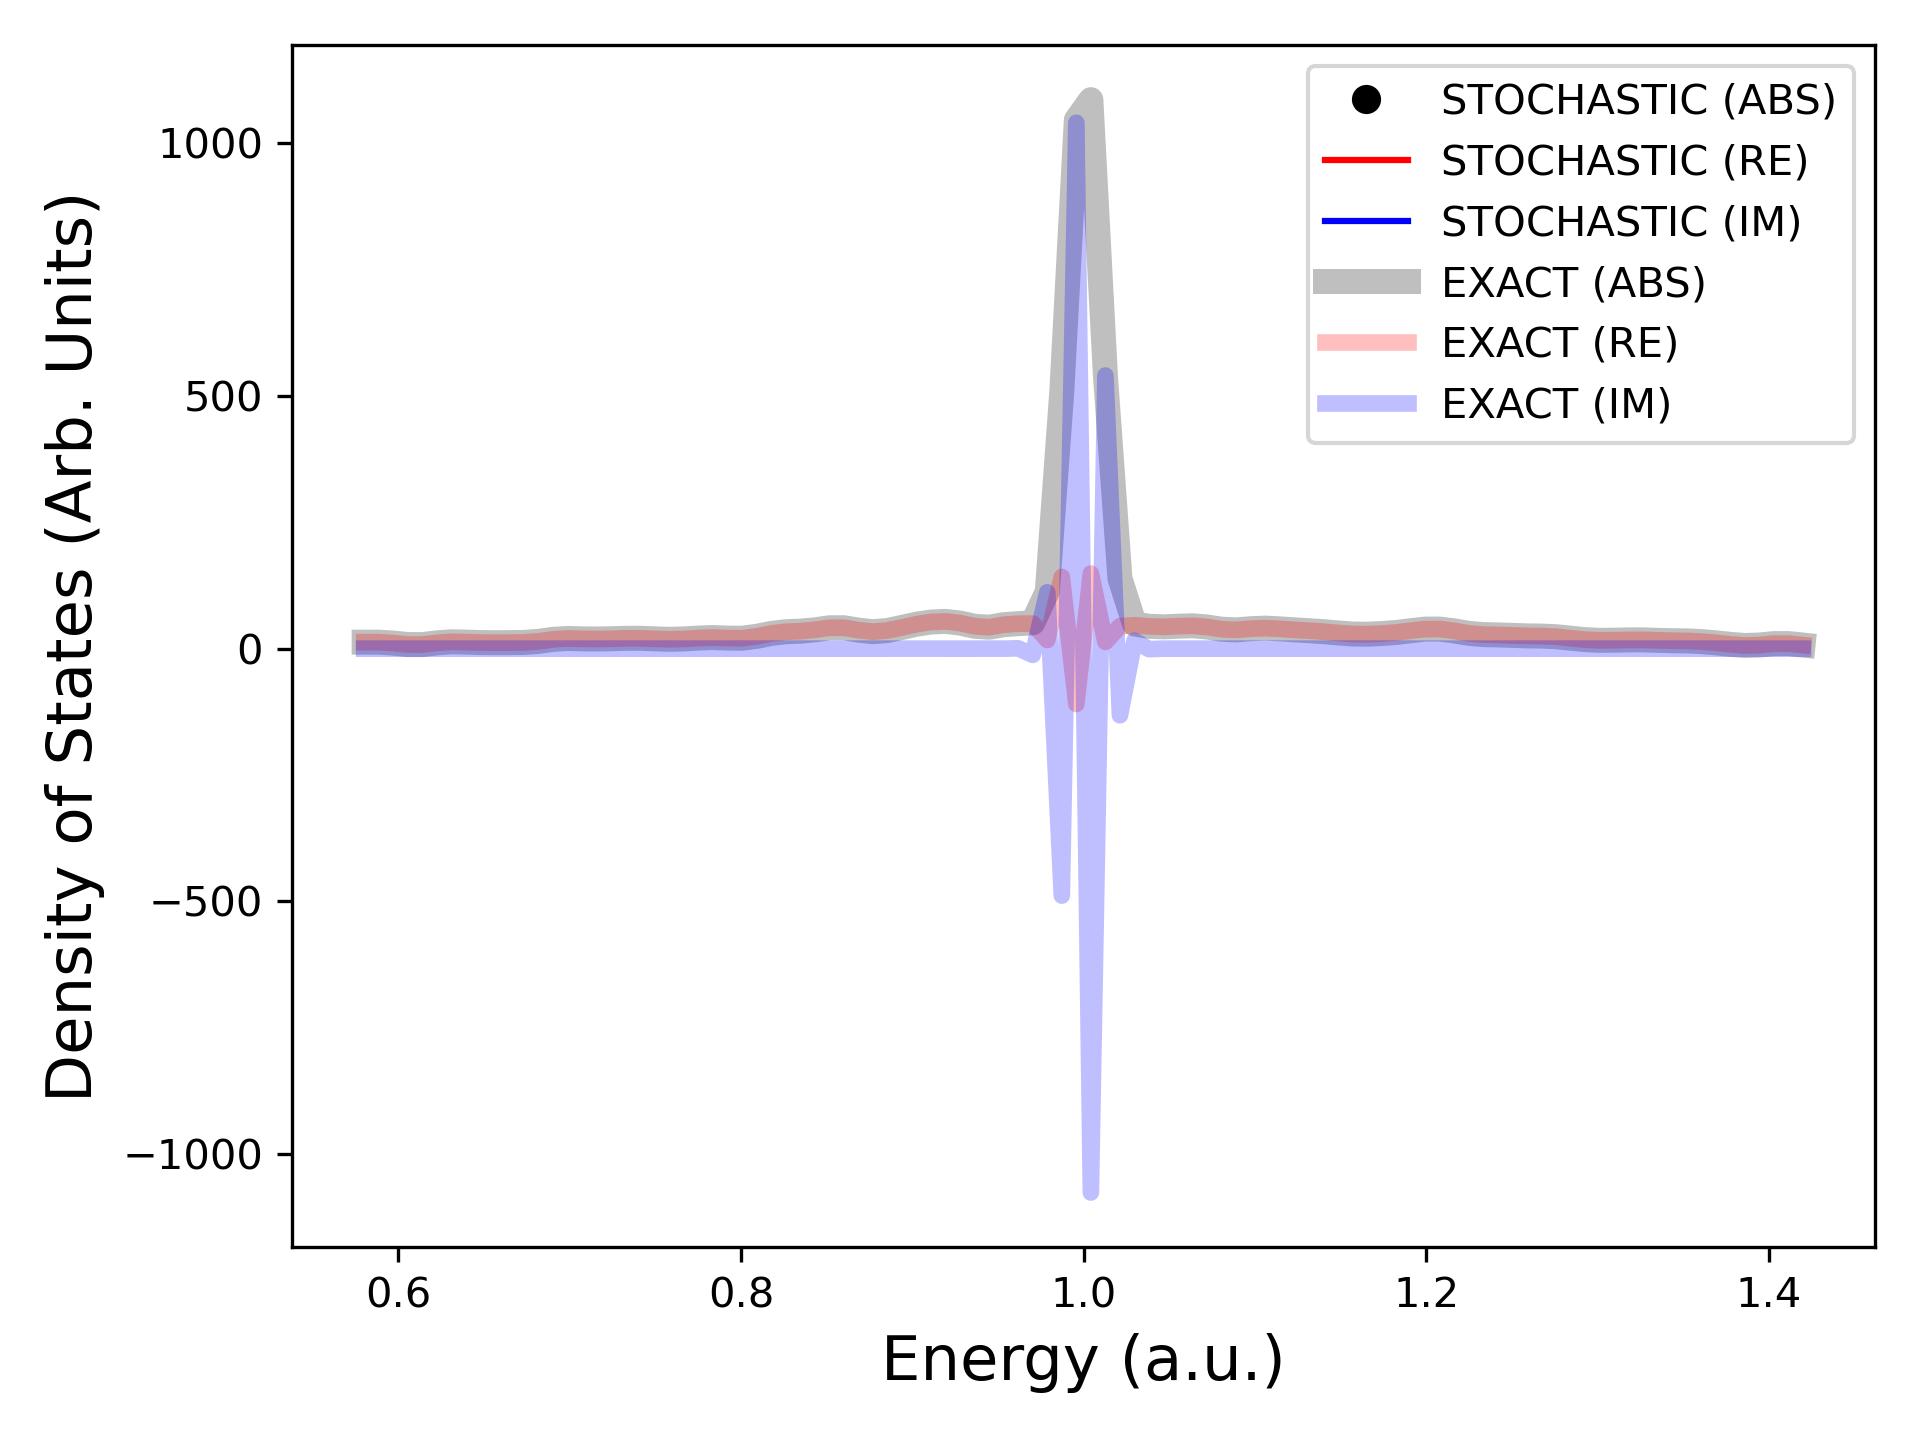 STOCHASTIC (ABS)
STOCHASTIC (RE)
STOCHASTIC (IM)
EXACT (ABS)
EXACT (RE)
EXACT (IM)
Density of States (Arb. Units)
1000
500
0
−500
−1000
0.6 0.8 1.0 1.2 1.4
Energy (a.u.)